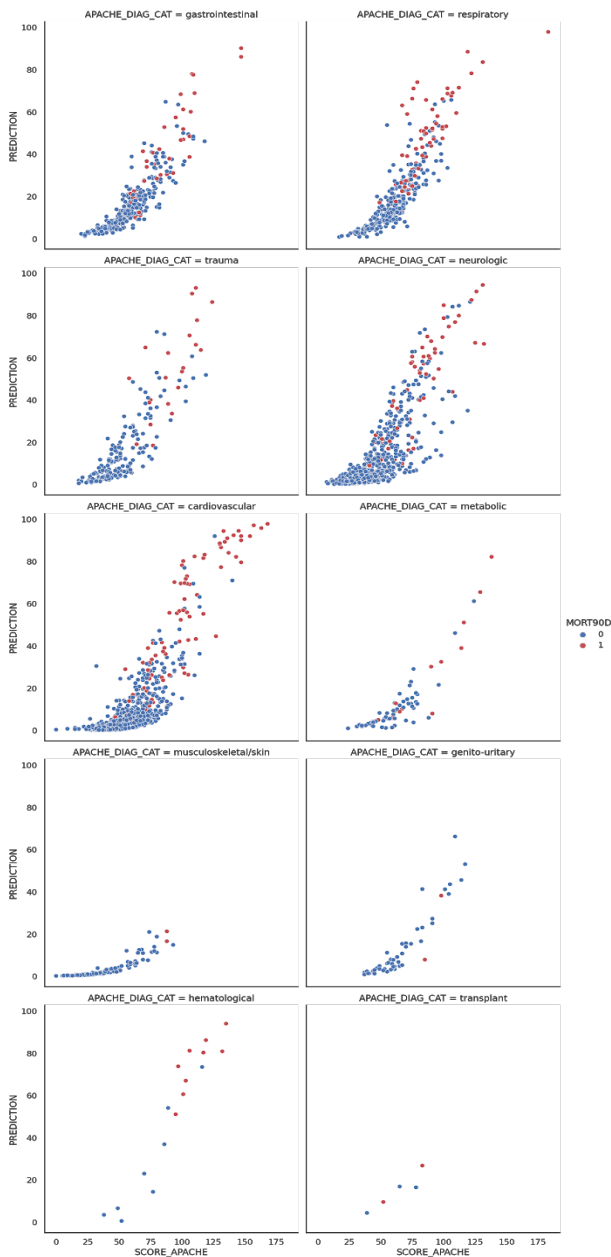 APACHE_DIAG_CAT = gastrointestinal
APACHE_DIAG_CAT = respiratory
100
80
60
40
20
0
PREDICTION
APACHE_DIAG_CAT = trauma
APACHE_DIAG_CAT = neurologic
100
80
60
40
20
0
PREDICTION
APACHE_DIAG_CAT = cardiovascular
APACHE_DIAG_CAT = metabolic
100
80
60
40
20
0
PREDICTION
MORT90D
0
1
APACHE_DIAG_CAT = musculoskeletal/skin
APACHE_DIAG_CAT = genito-uritary
100
80
60
40
20
0
PREDICTION
APACHE_DIAG_CAT = hematological
APACHE_DIAG_CAT = transplant
100
80
60
40
20
0
PREDICTION
0 25 50 75 100 125 150 175
SCORE_APACHE
0 25 50 75 100 125 150 175
SCORE_APACHE